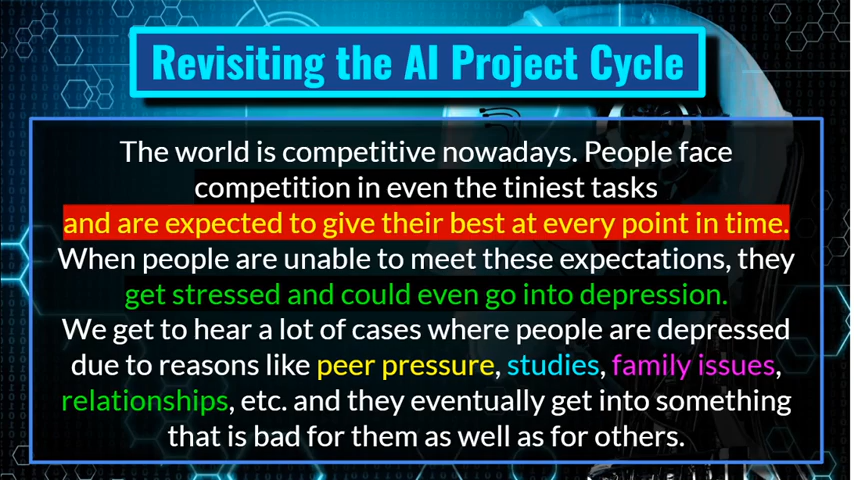 Revisiting the AI Project Cycle
The world is competitive nowadays. People face
competition in even the tiniest tasks
and are expected to give their best at every point in time.
When people are unable to meet these expectations, they
get stressed and could even go into depression.
We get to hear a lot of cases where people are depressed
due to reasons like peer pressure, studies, family issues,
relationships, etc. and they eventually get into something
that is bad for them as well as for others.